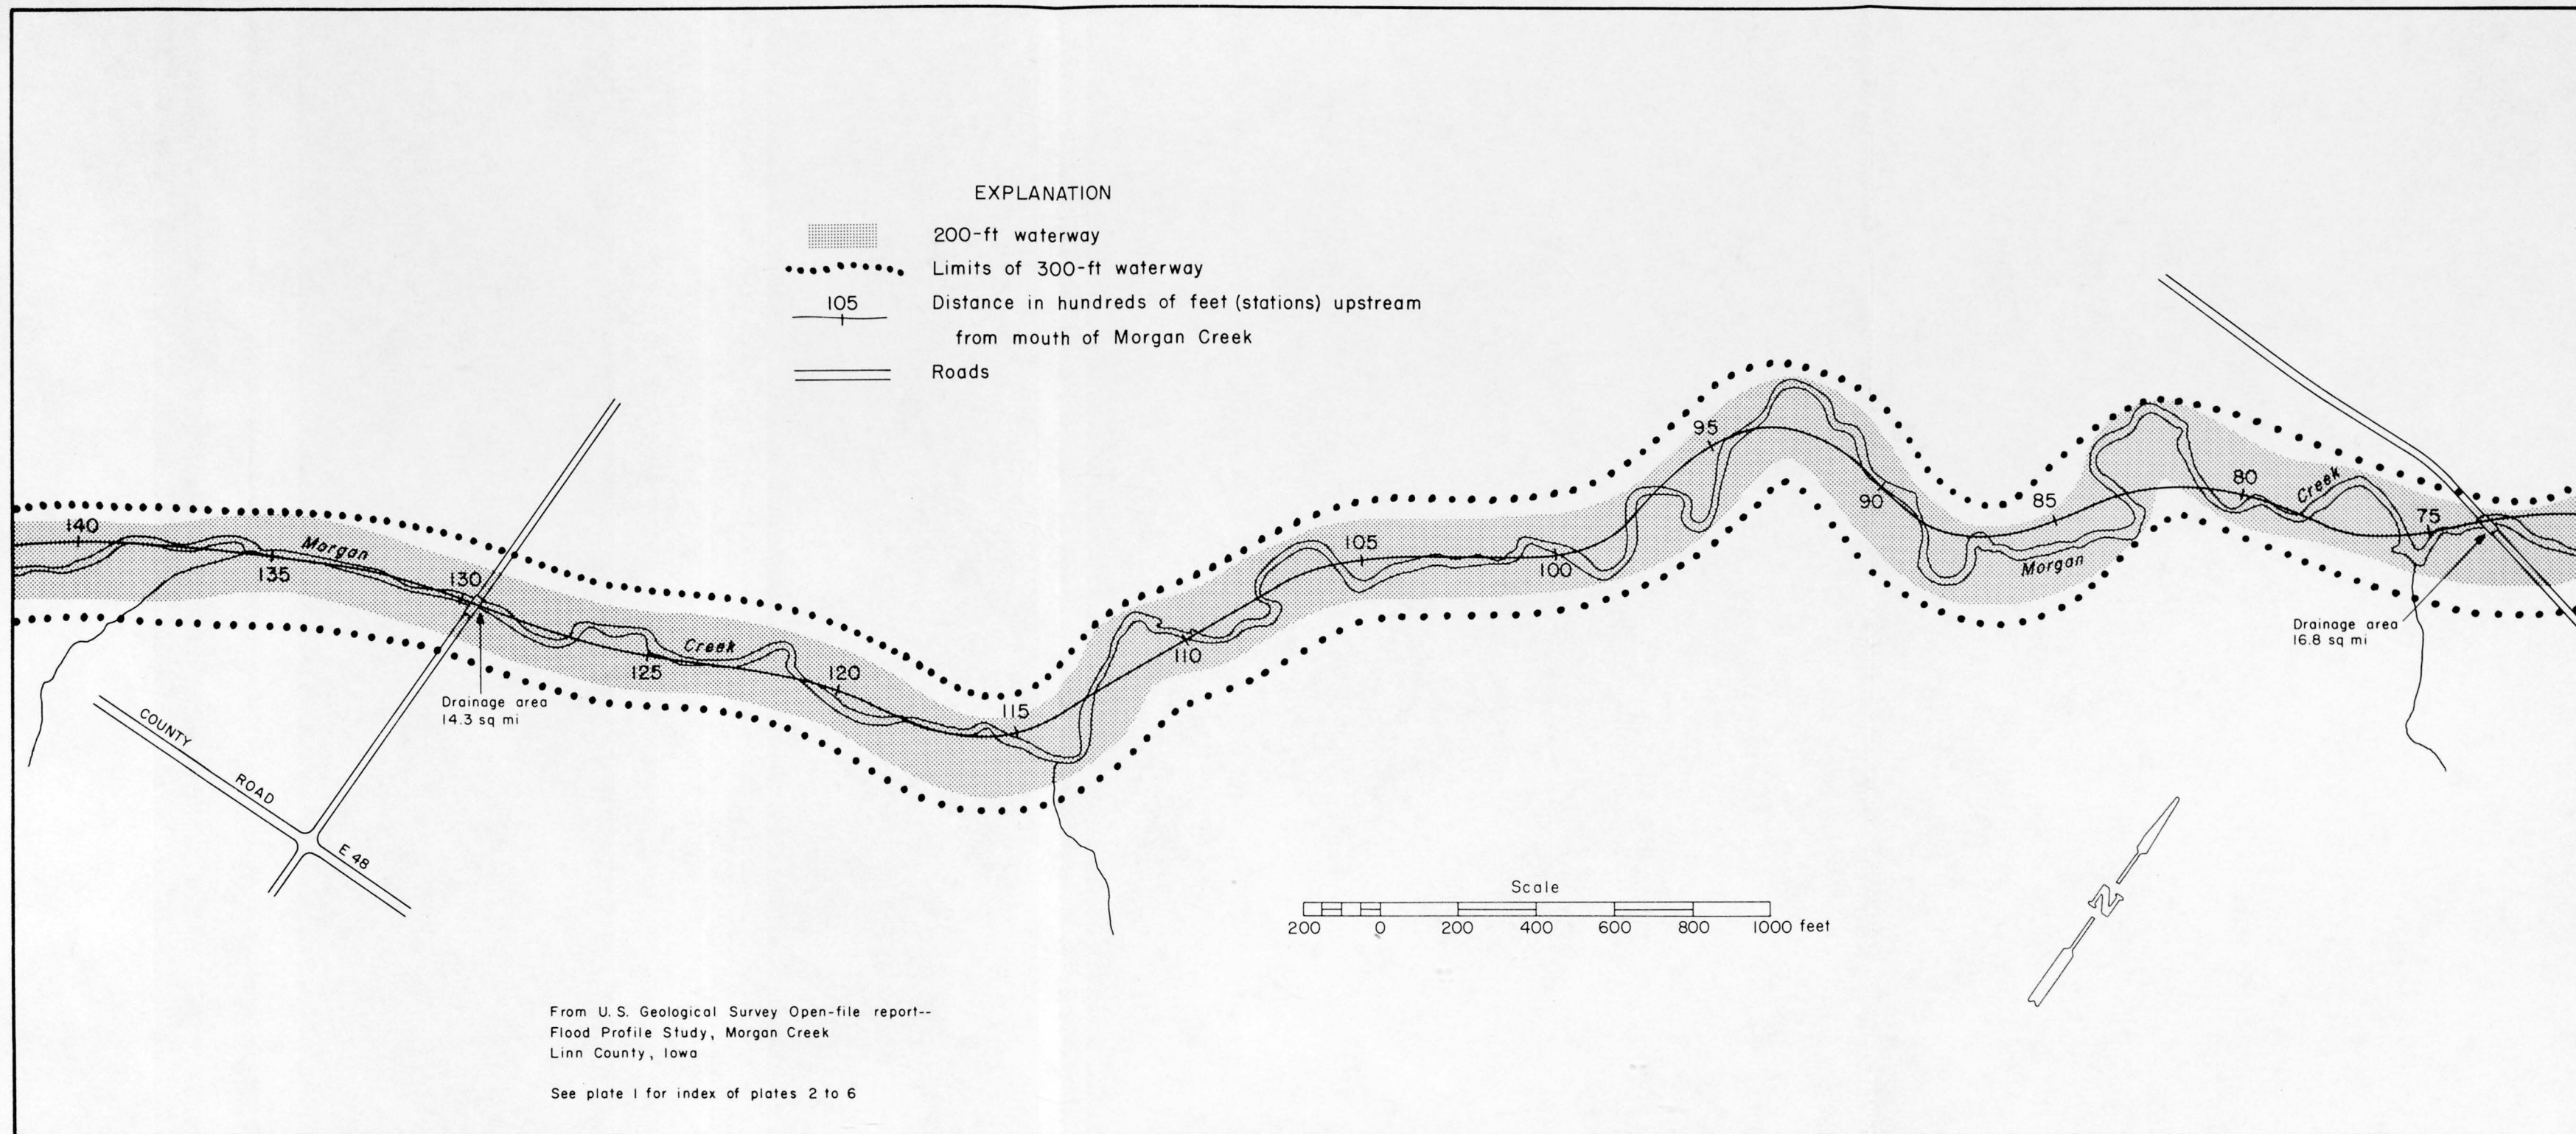 EXPLANATION
200-ft waterway
Limits of 300-ft waterway
105
Distance in hundreds of feet (stations) upstream
from mouth of Morgan Creek
Roads
140
135
Morgan
130
125
Creek
120
115
110
105
100
95
90
85
Morgan
80
Creek
75
Drainage area
14.3 sq mi
Drainage area
16.8 sq mi
COUNTY
ROAD
E 48
Scale
200 0 200 400 600 800 1000 feet
N
From U.S. Geological Survey Open-file report--
Flood Profile Study, Morgan Creek
Linn County, Iowa
See plate 1 for index of plates 2 to 6